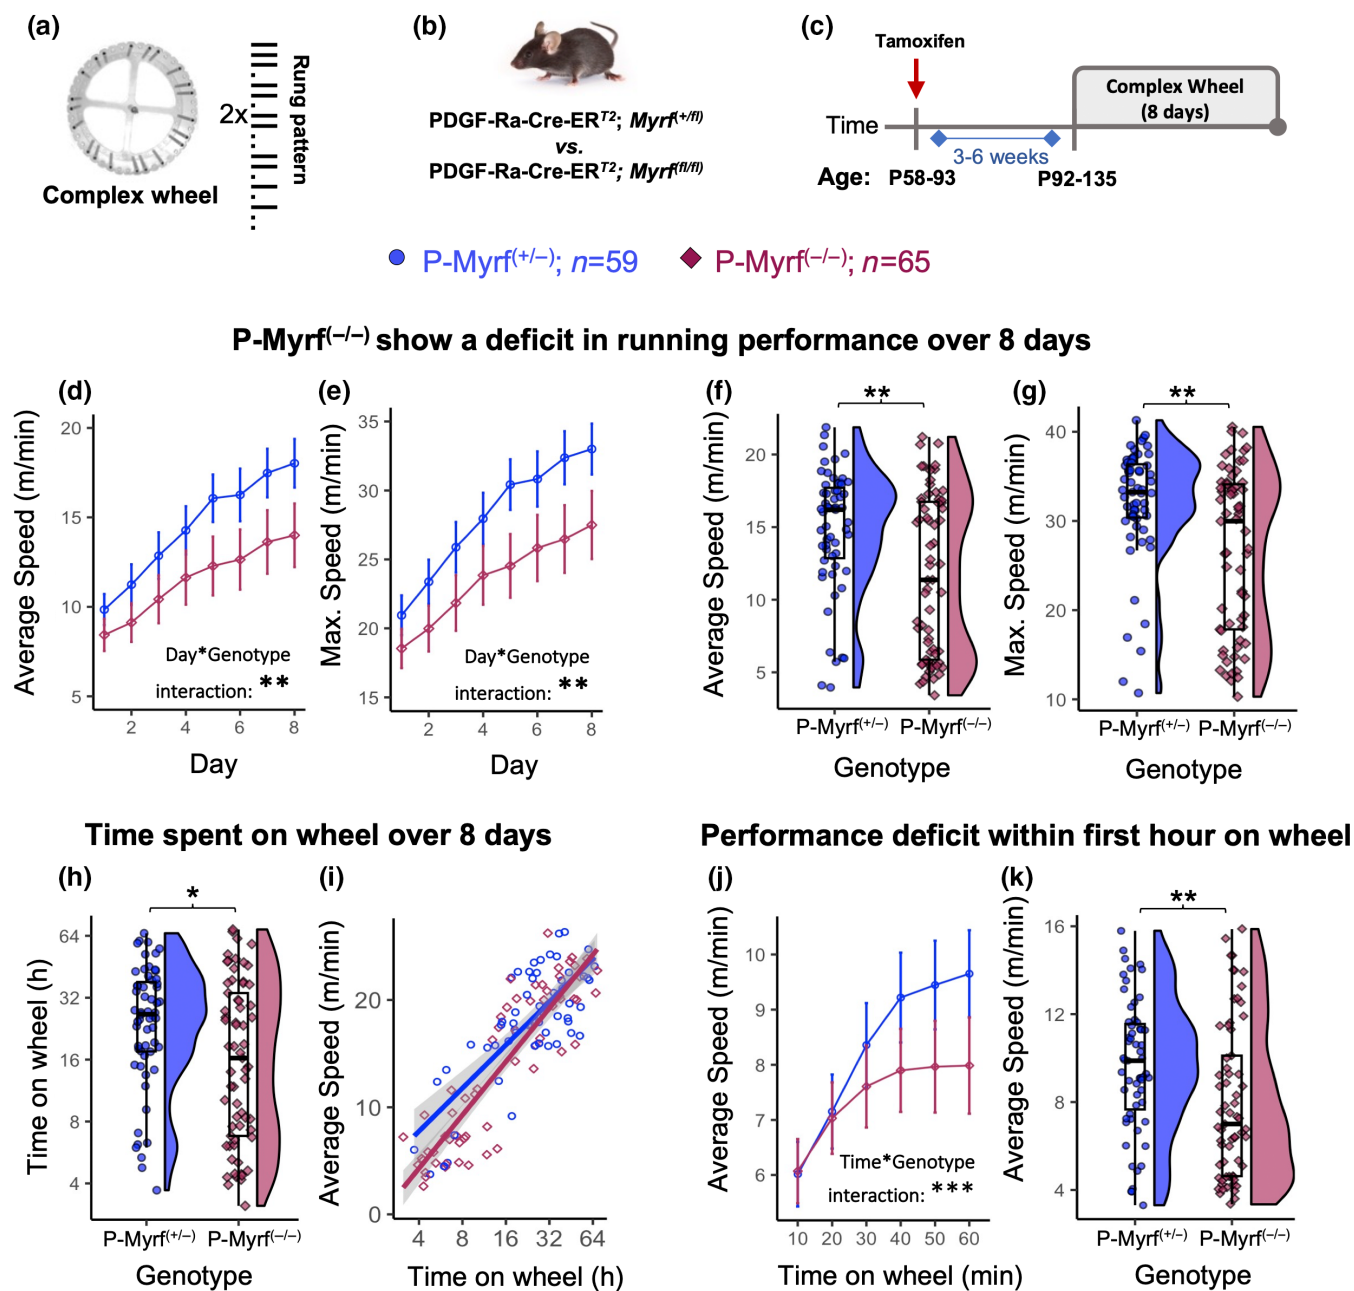 (a)
Complex wheel
2x
Rung pattern
(b)
PDGF-Ra-Cre-ER^T2; Myrf^(+/fl)
vs.
PDGF-Ra-Cre-ER^T2; Myrf^(fl/fl)
(c)
Tamoxifen
Complex Wheel
(8 days)
Time
3-6 weeks
Age: P58-93 P92-135
P-Myrf(+/–); n=59 P-Myrf(–/–); n=65
P-Myrf(–/–) show a deficit in running performance over 8 days
(d)
Average Speed (m/min)
20
15
10
5
Day*Genotype
interaction: **
2 4 6 8
Day
(e)
Max. Speed (m/min)
35
30
25
20
15
Day*Genotype
interaction: **
2 4 6 8
Day
(f)
**
Average Speed (m/min)
20
15
10
5
P-Myrf(+/–) P-Myrf(–/–)
Genotype
(g)
**
Max. Speed (m/min)
40
30
20
10
P-Myrf(+/–) P-Myrf(–/–)
Genotype
Time spent on wheel over 8 days
(h)
*
Time on wheel (h)
64
32
16
8
4
P-Myrf(+/–) P-Myrf(–/–)
Genotype
(i)
Average Speed (m/min)
20
10
0
4 8 16 32 64
Time on wheel (h)
Performance deficit within first hour on wheel
(j)
Average Speed (m/min)
10
9
8
7
6
Time*Genotype
interaction: ***
10 20 30 40 50 60
Time on wheel (min)
(k)
**
Average Speed (m/min)
16
12
8
4
P-Myrf(+/–) P-Myrf(–/–)
Genotype